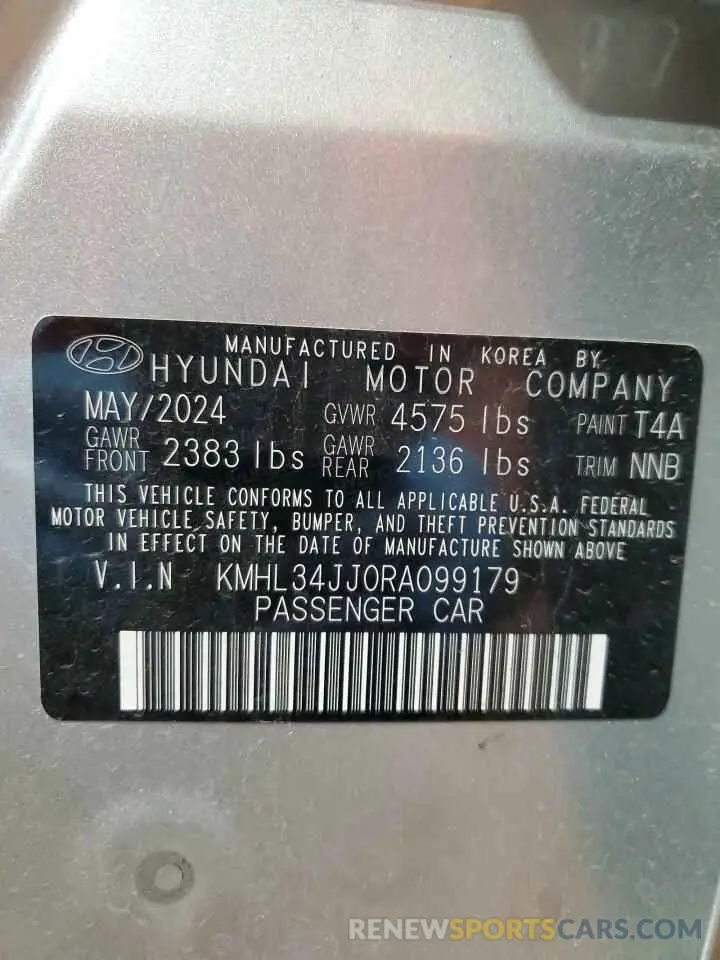 MANUFACTURED IN KOREA BY
HYUNDAI MOTOR COMPANY
MAY/2024 GVWR 4575 lbs PAINT T4A
GAWR FRONT 2383 lbs GAWR REAR 2136 lbs TRIM NNB
THIS VEHICLE CONFORMS TO ALL APPLICABLE U.S.A. FEDERAL
MOTOR VEHICLE SAFETY, BUMPER, AND THEFT PREVENTION STANDARDS
IN EFFECT ON THE DATE OF MANUFACTURE SHOWN ABOVE
V.I.N KMHL34JJ0RA099179
PASSENGER CAR
RENEWSPORTSCARS.COM